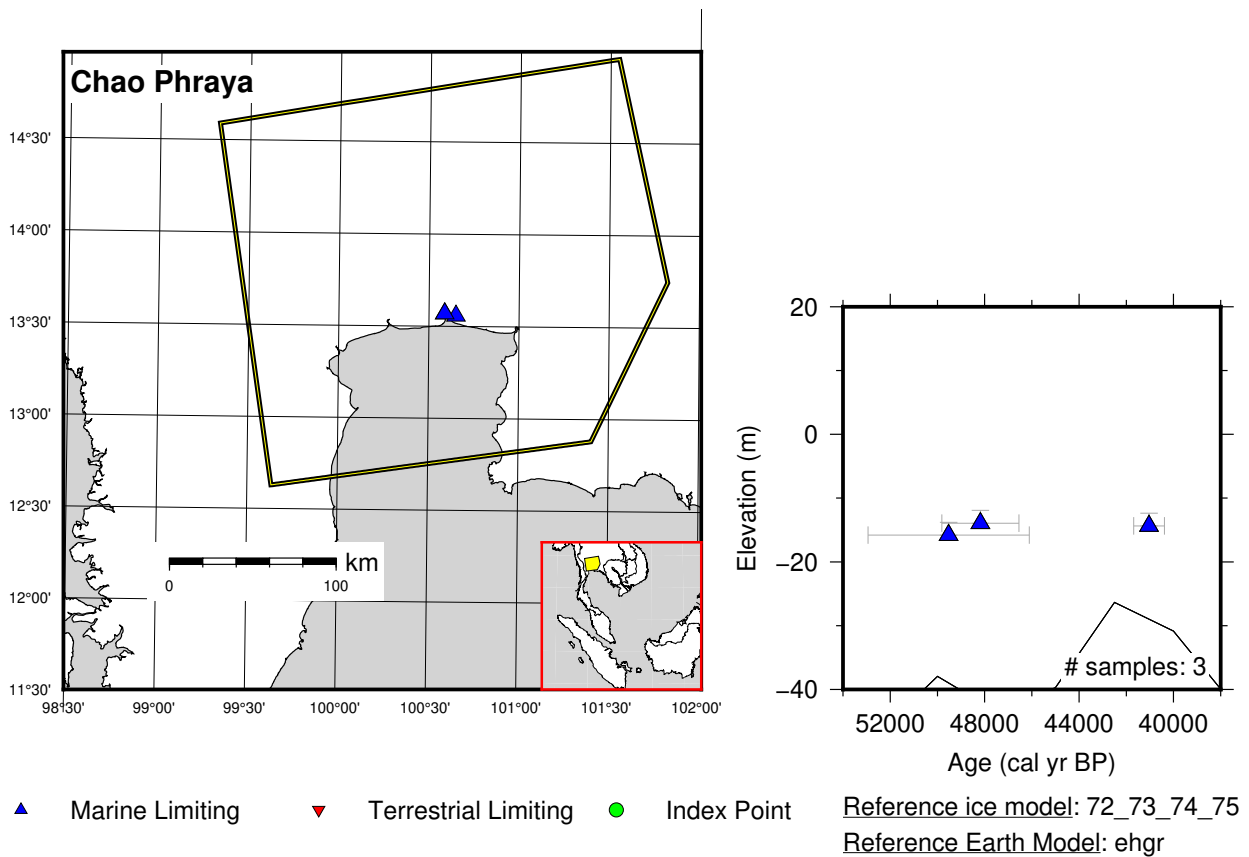 Chao Phraya
14°30'
14°00'
13°30'
13°00'
12°30'
12°00'
11°30'
98°30' 99°00' 99°30' 100°00' 100°30' 101°00' 101°30' 102°00'
km
0 100
20
0
−20
−40
Elevation (m)
# samples: 3
52000 48000 44000 40000
Age (cal yr BP)
Marine Limiting Terrestrial Limiting Index Point
Reference ice model: 72_73_74_75
Reference Earth Model: ehgr